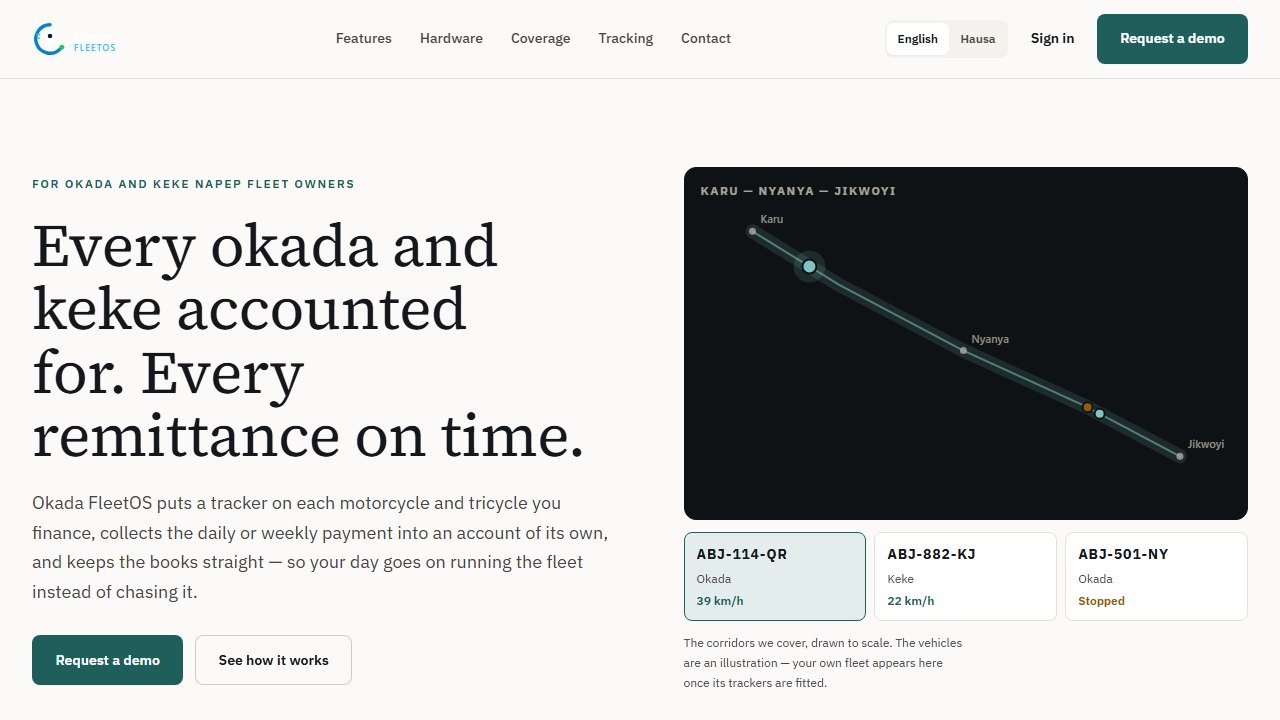 FLEETOS
Features
Hardware
Coverage
Tracking
Contact
English
Hausa
Sign in
Request a demo
FOR OKADA AND KEKE NAPEP FLEET OWNERS
Every okada and
keke accounted
for. Every
remittance on time.
Okada FleetOS puts a tracker on each motorcycle and tricycle you
finance, collects the daily or weekly payment into an account of its own,
and keeps the books straight — so your day goes on running the fleet
instead of chasing it.
Request a demo
See how it works
KARU — NYANYA — JIKWOYI
Karu
Nyanya
Jikwoyi
ABJ-114-QR
Okada
39 km/h
ABJ-882-KJ
Keke
22 km/h
ABJ-501-NY
Okada
Stopped
The corridors we cover, drawn to scale. The vehicles
are an illustration — your own fleet appears here
once its trackers are fitted.